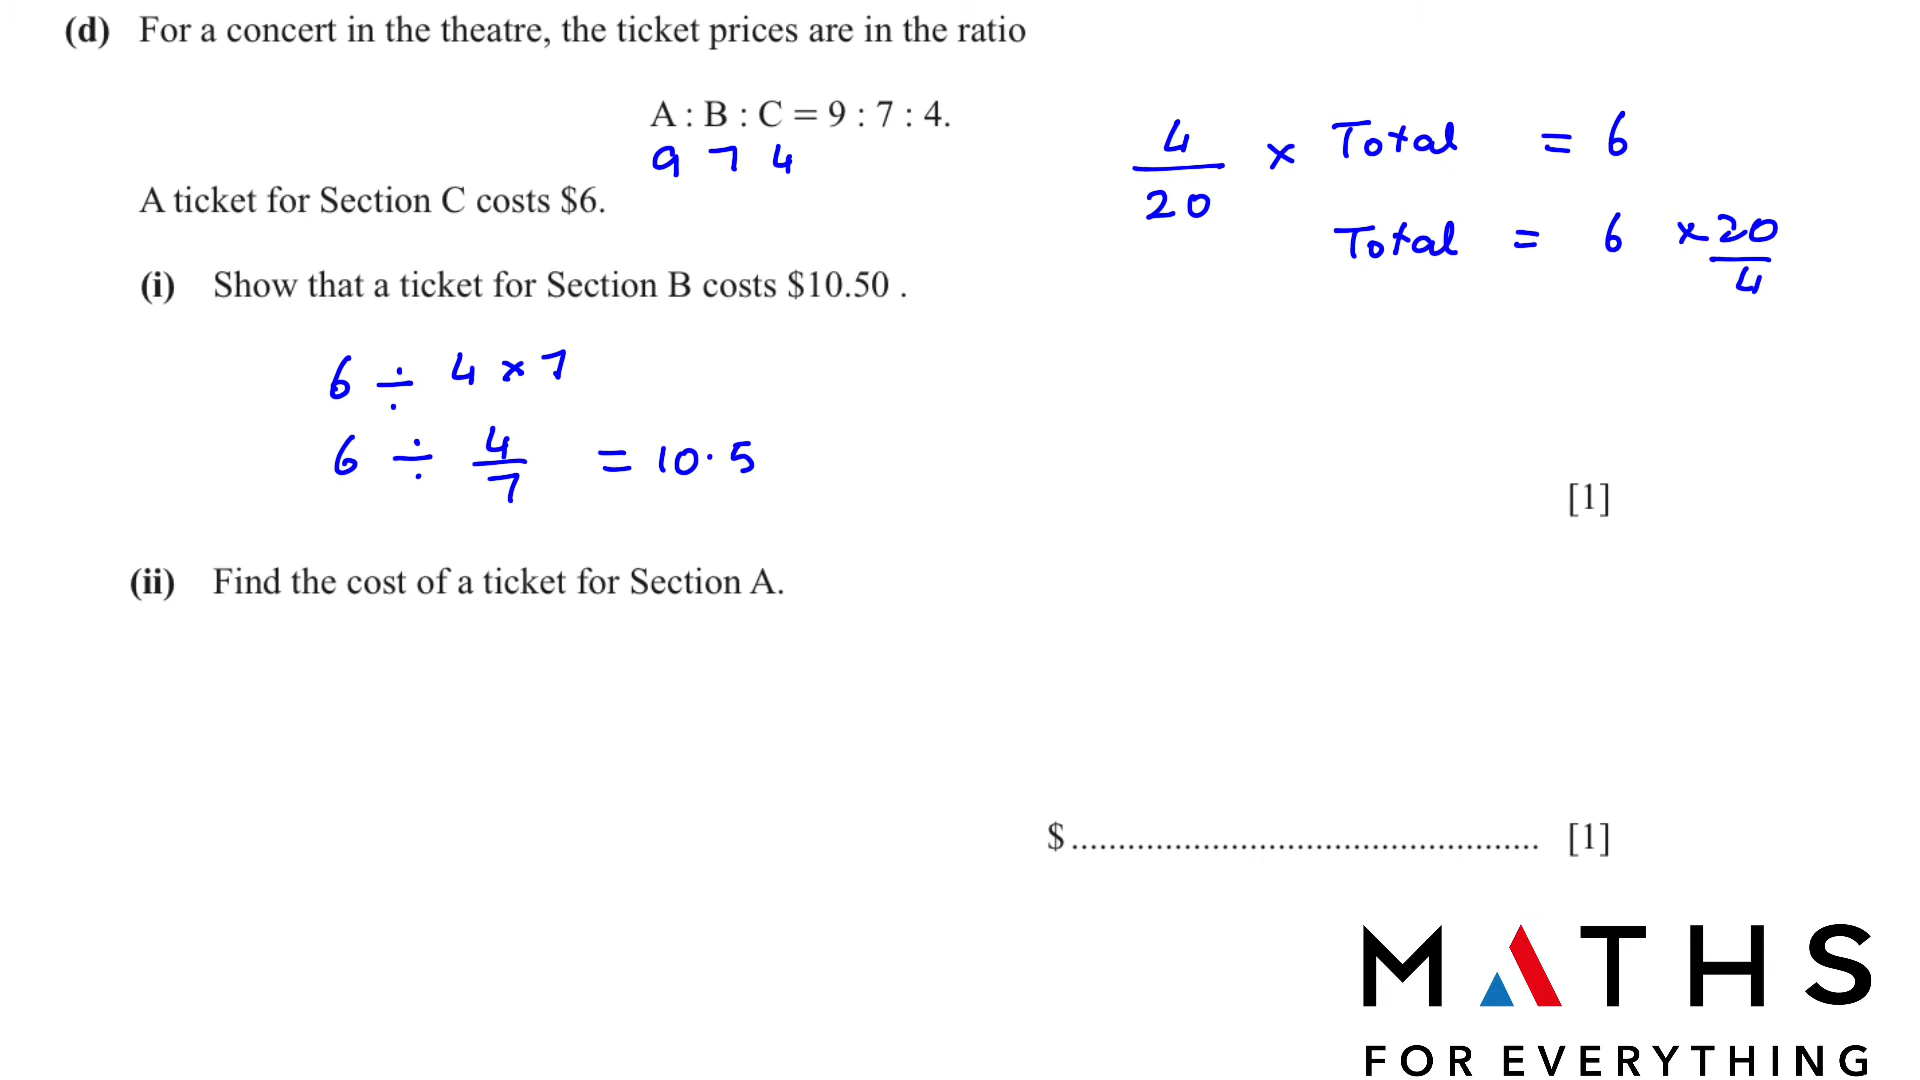 (d) For a concert in the theatre, the ticket prices are in the ratio
A : B : C = 9 : 7 : 4.
9 7 4
A ticket for Section C costs $6.
4/20 × Total = 6
Total = 6 × 20/4
(i) Show that a ticket for Section B costs $10.50 .
6 ÷ 4 × 7
6 ÷ 4/7 = 10.5
[1]
(ii) Find the cost of a ticket for Section A.
$ .................................................. [1]
MATHS
FOR EVERYTHING